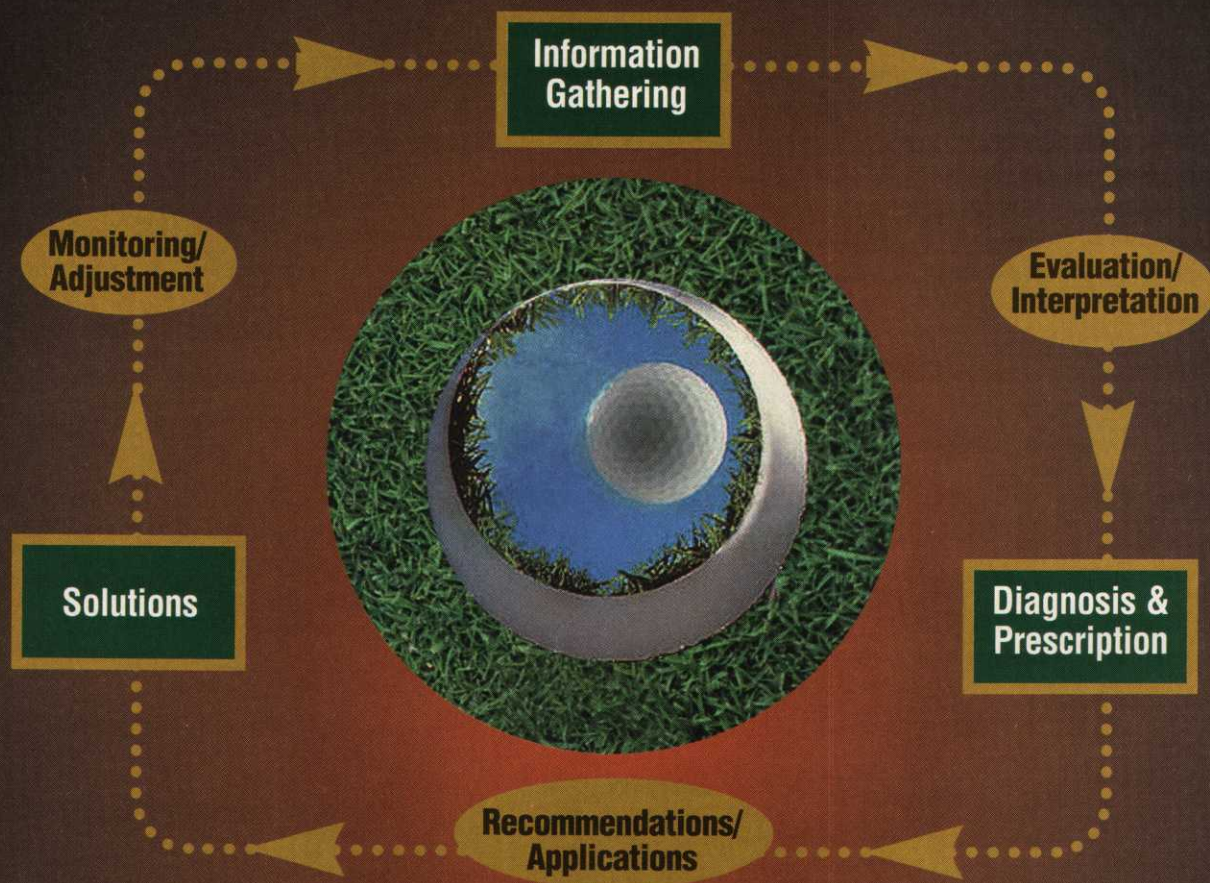 Information
Gathering
Monitoring/
Adjustment
Evaluation/
Interpretation
Solutions
Diagnosis &
Prescription
Recommendations/
Applications